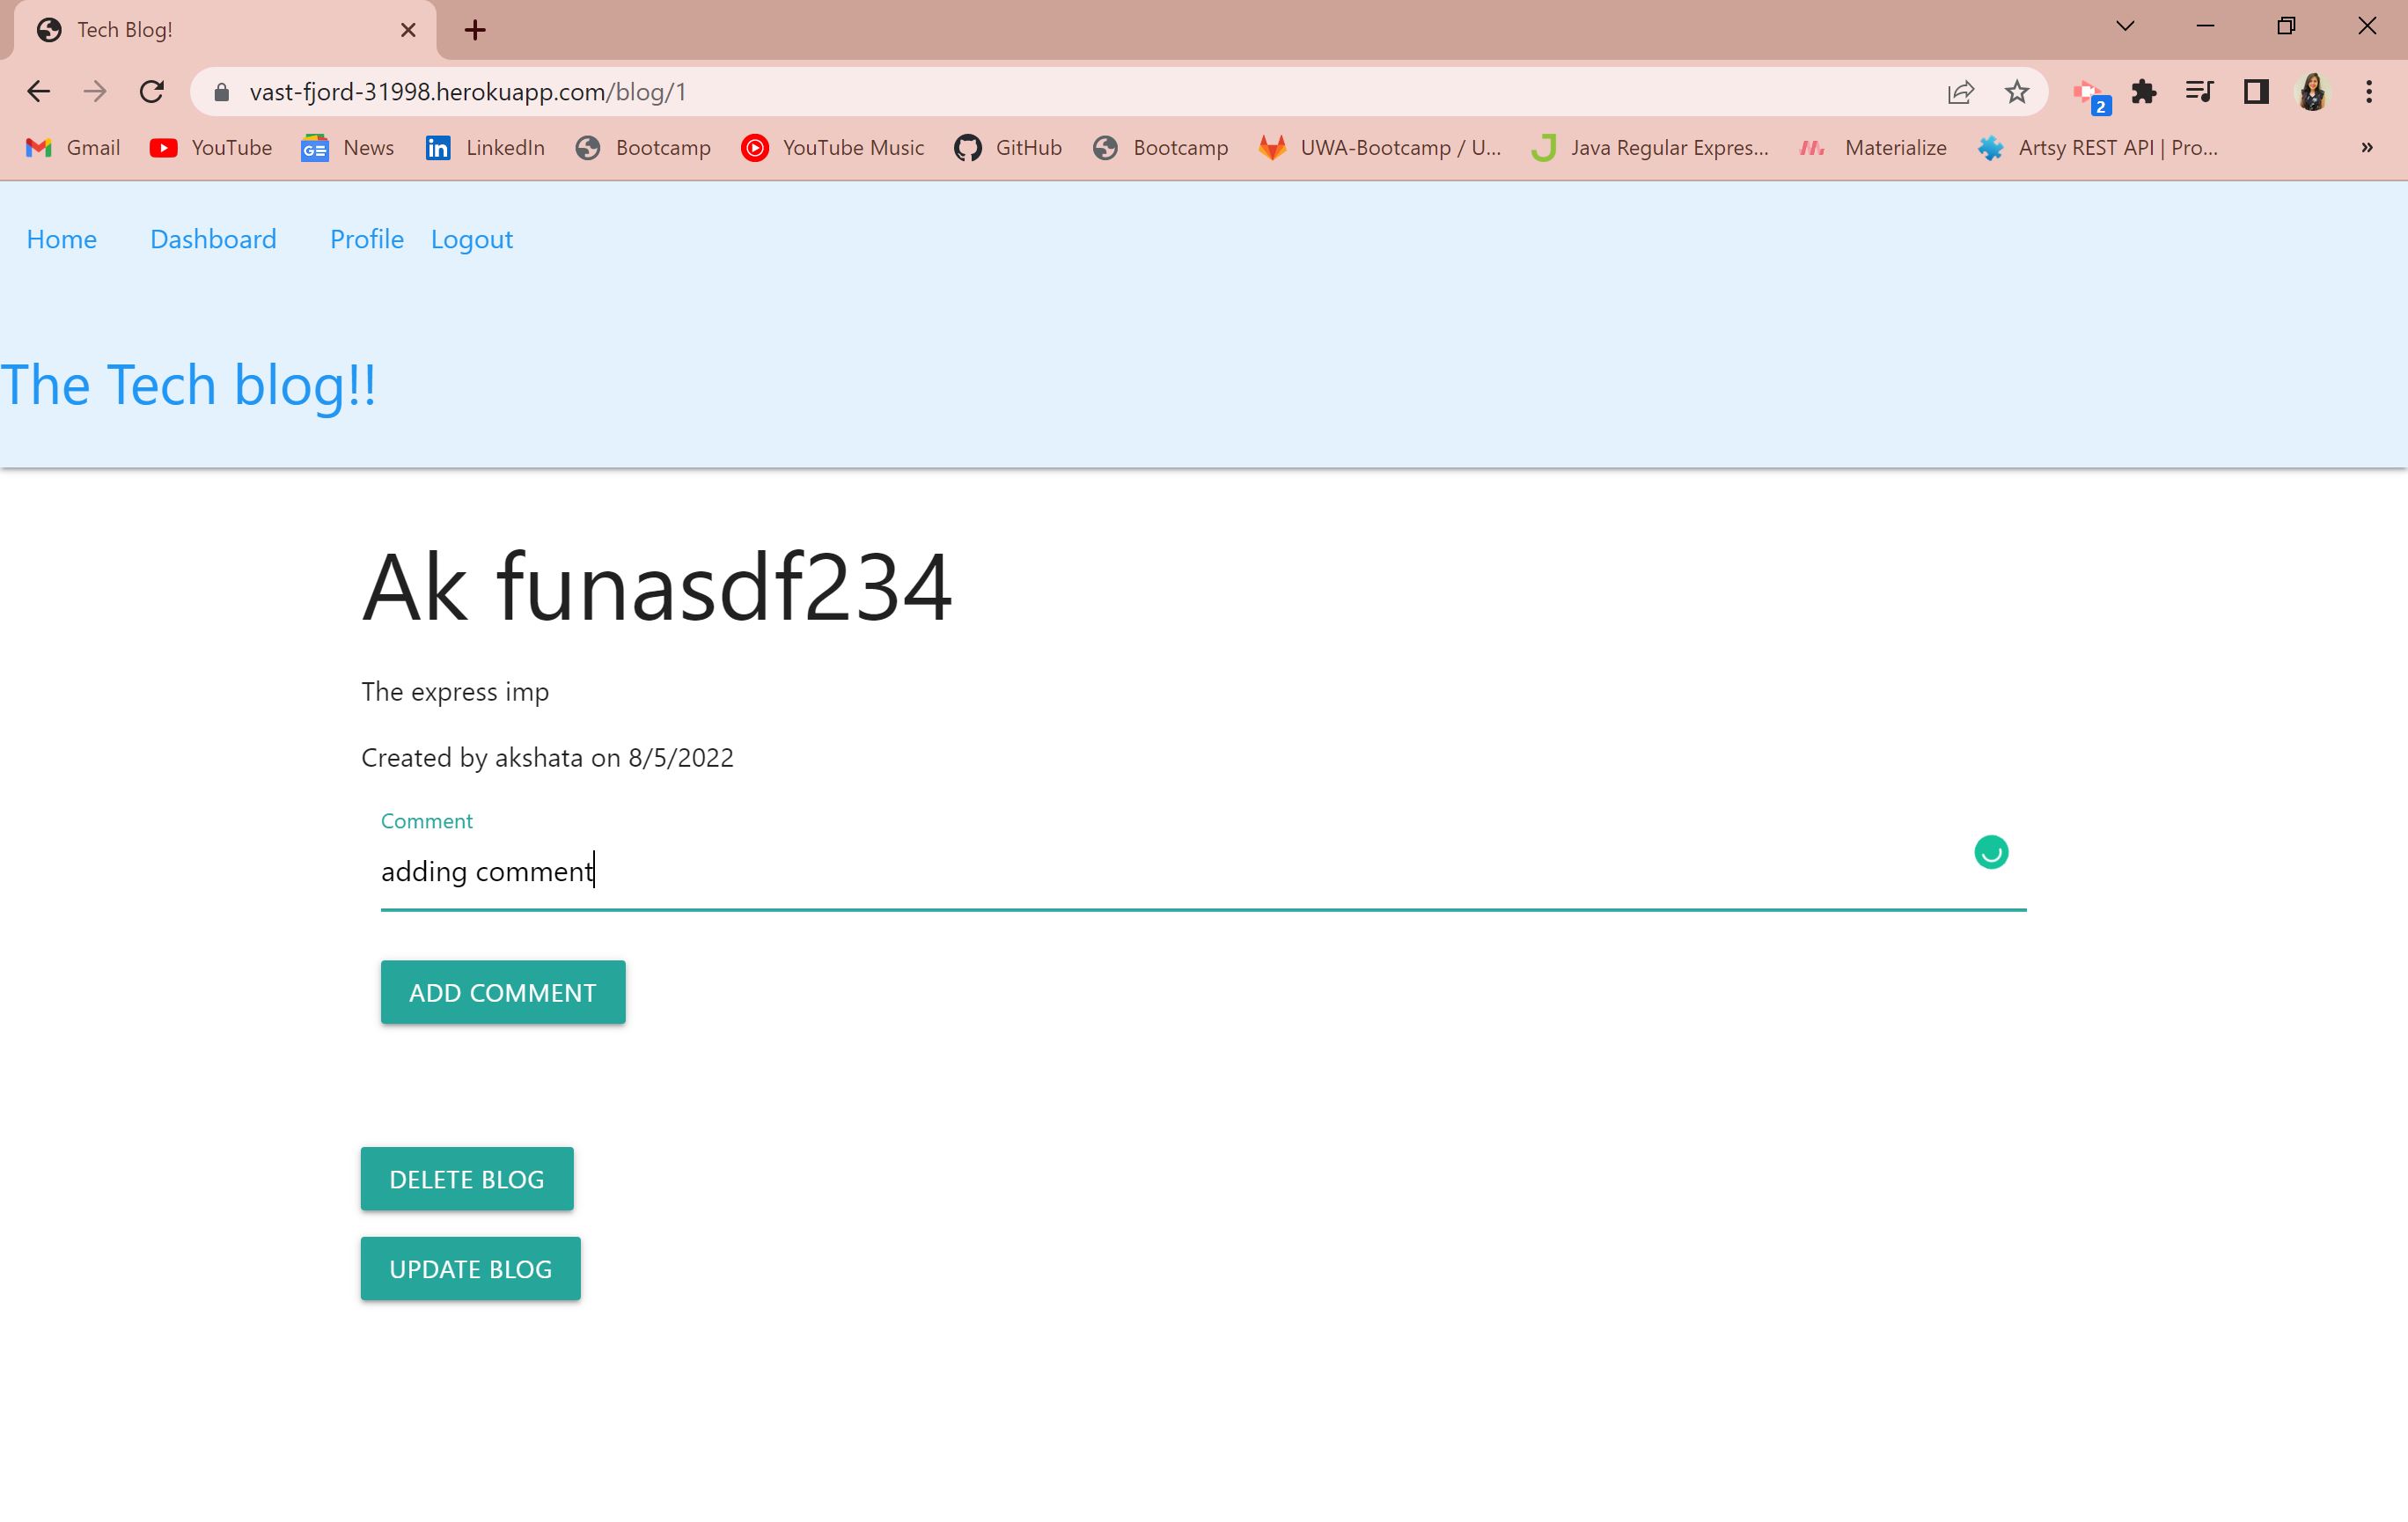 Tech Blog!
vast-fjord-31998.herokuapp.com/blog/1
2
Gmail YouTube News LinkedIn Bootcamp YouTube Music GitHub Bootcamp UWA-Bootcamp / U... Java Regular Expres... Materialize Artsy REST API | Pro... »
Home Dashboard Profile Logout
The Tech blog!!
Ak funasdf234
The express imp
Created by akshata on 8/5/2022
Comment
adding comment
ADD COMMENT
DELETE BLOG
UPDATE BLOG